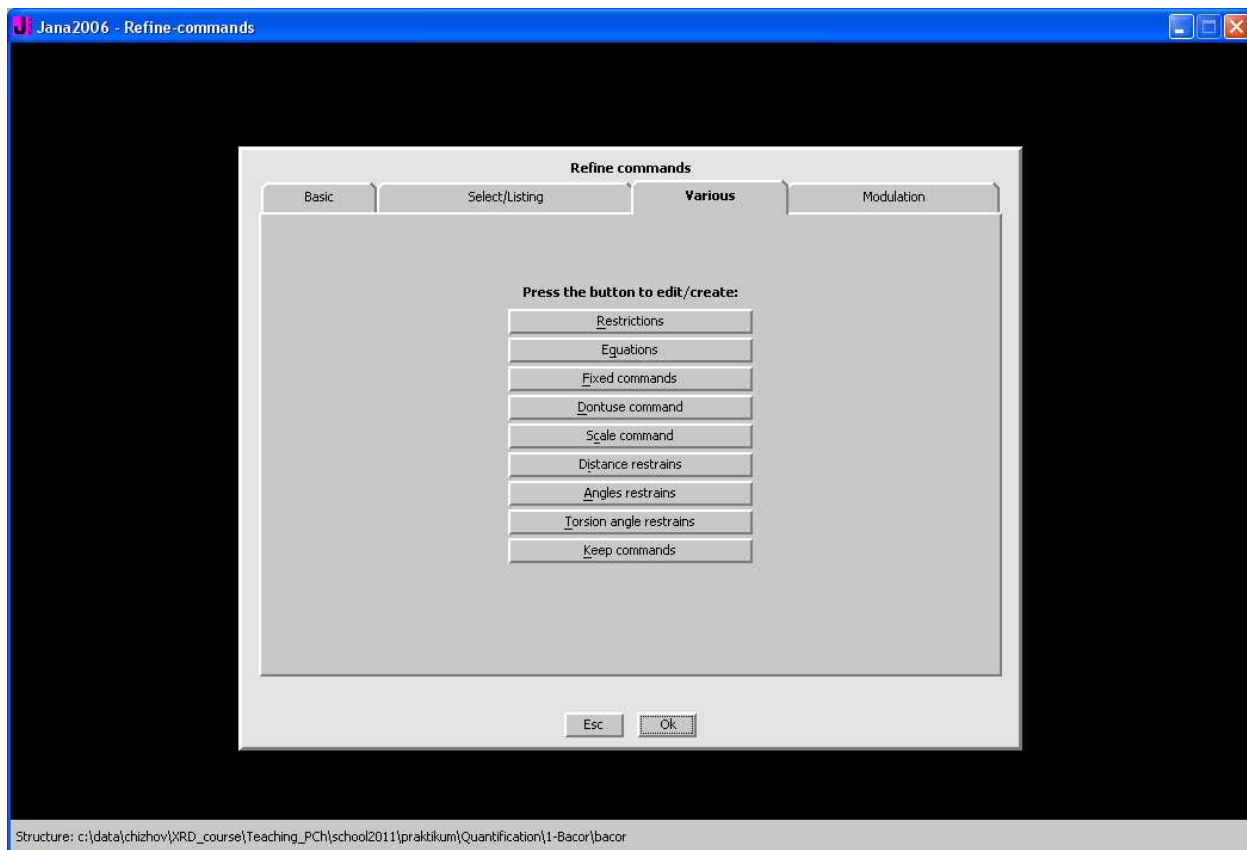 Jana2006 - Refine-commands
Refine commands
Basic Select/Listing Various Modulation
Press the button to edit/create:
Restrictions
Equations
Fixed commands
Dontuse command
Scale command
Distance restrains
Angles restrains
Torsion angle restrains
Keep commands
Esc Ok
Structure: c:\data\chizhov\XRD_course\Teaching_PCh\school2011\praktikum\Quantification\1-Bacor\bacor